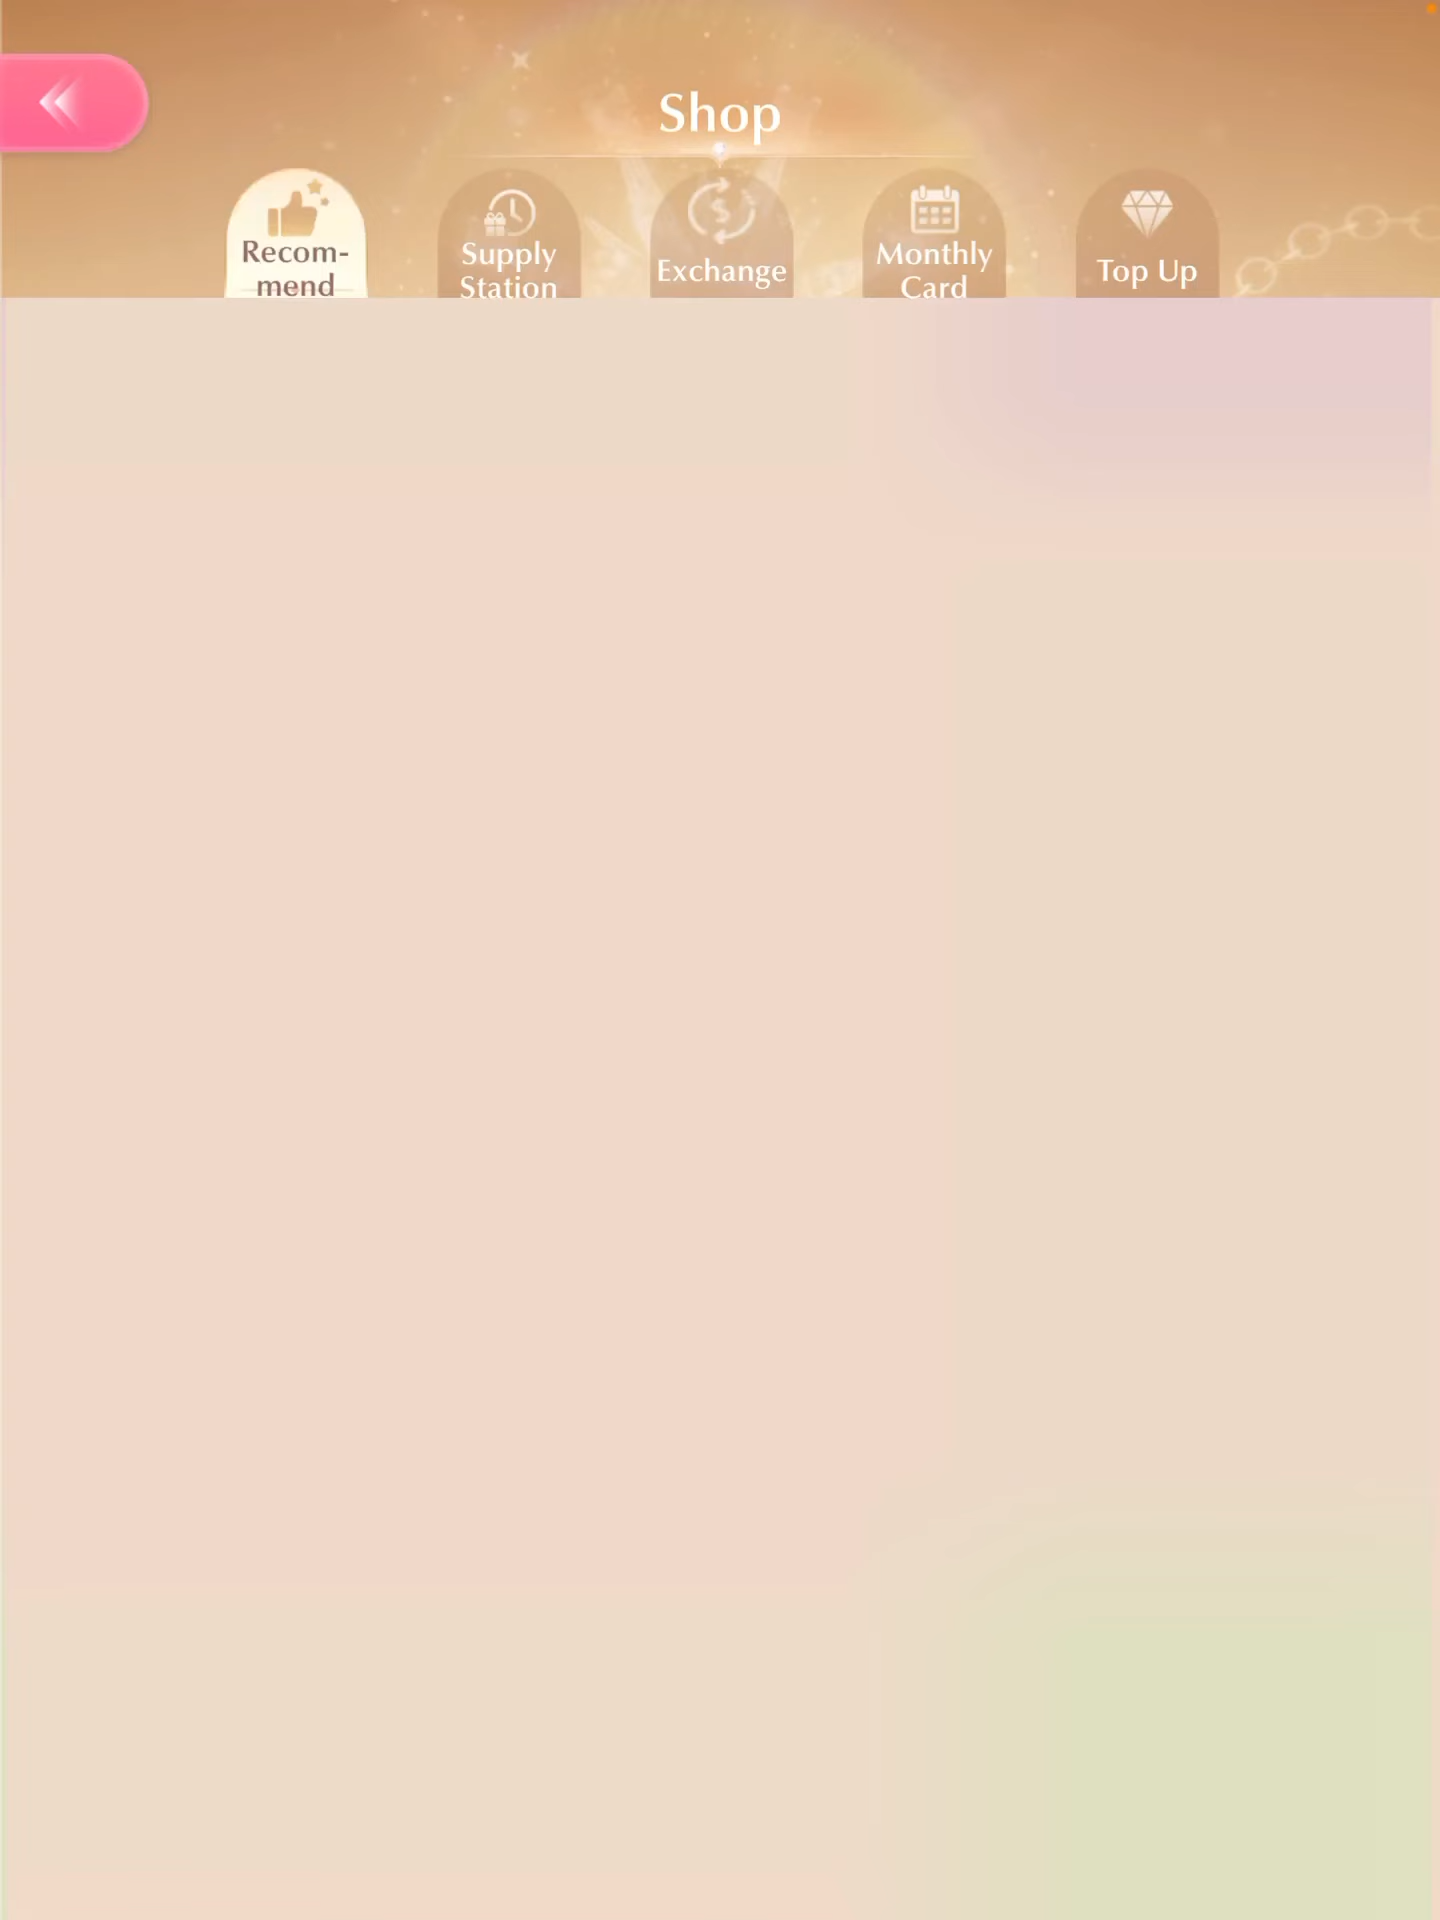 Shop
Recom-
mend
Supply
Station
Exchange
Monthly
Card
Top Up